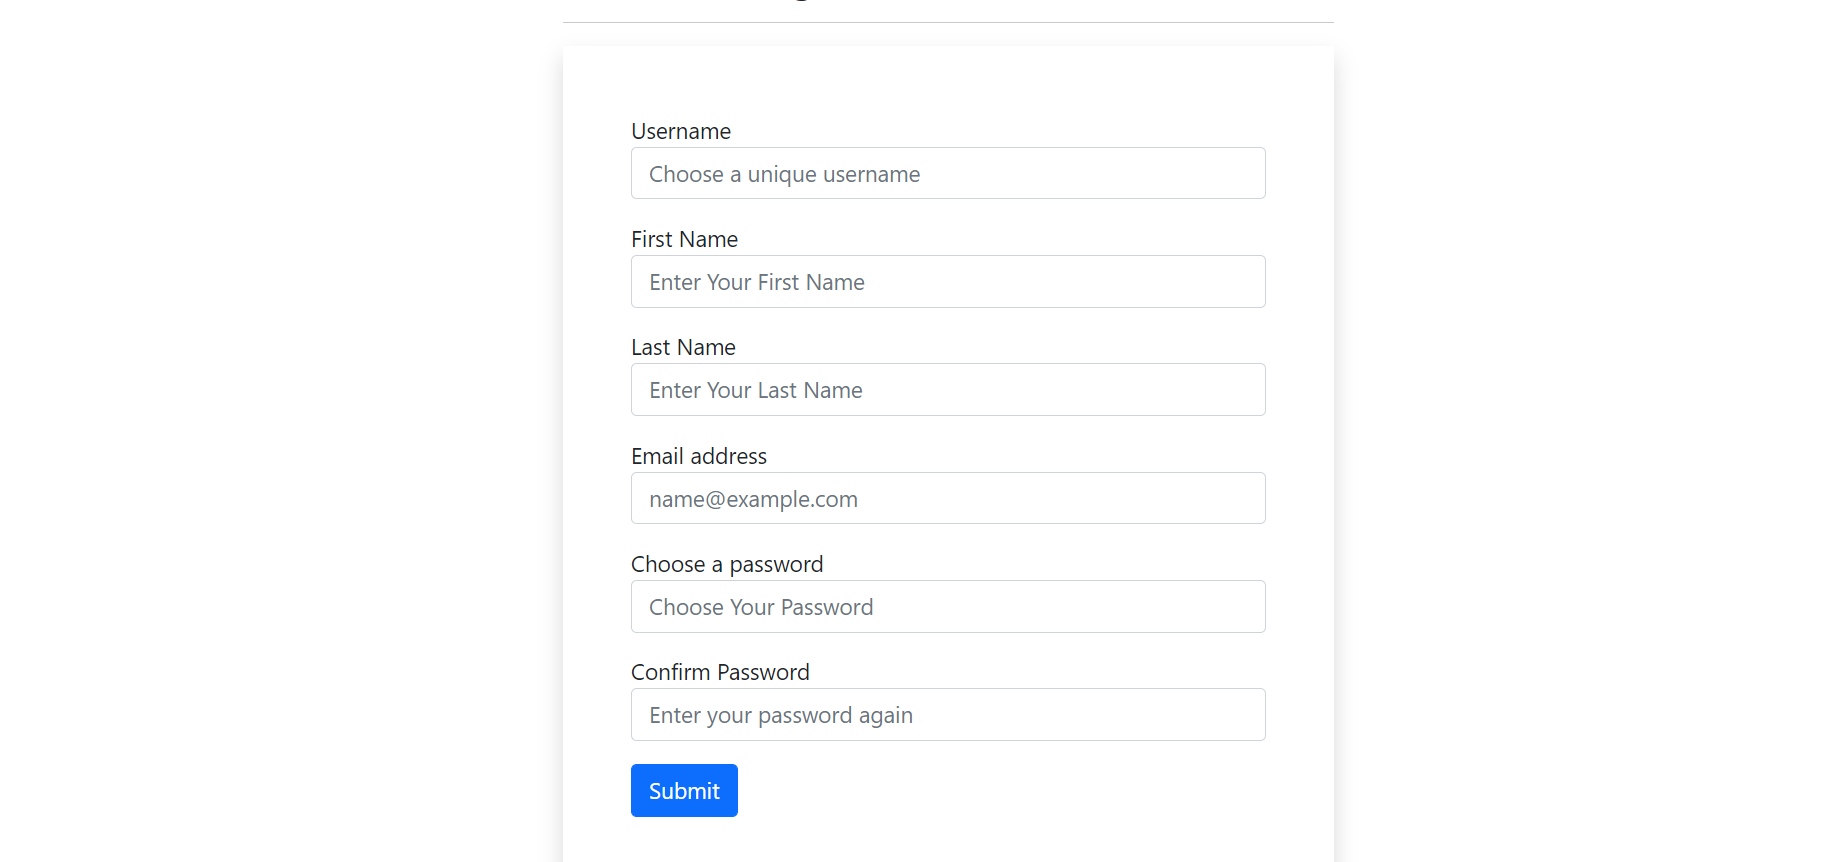 Username
Choose a unique username
First Name
Enter Your First Name
Last Name
Enter Your Last Name
Email address
name@example.com
Choose a password
Choose Your Password
Confirm Password
Enter your password again
Submit